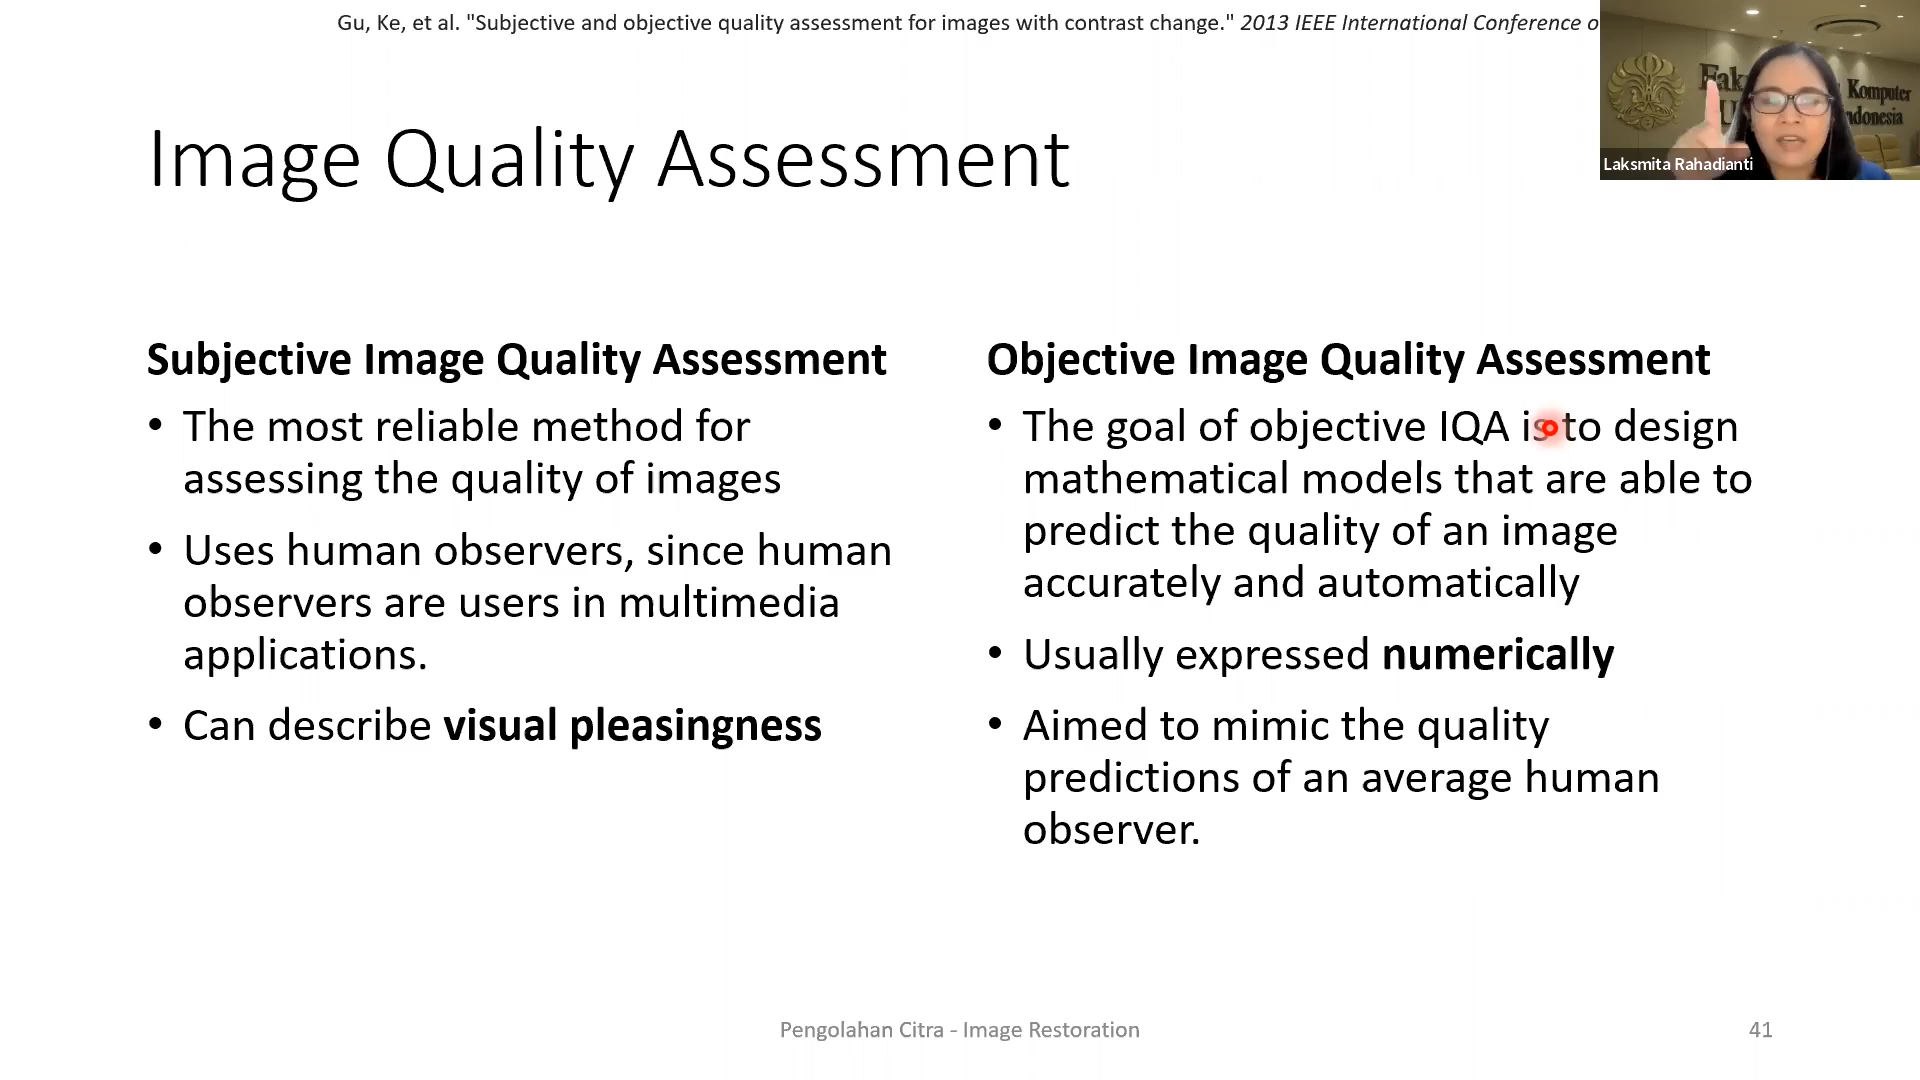 Gu, Ke, et al. "Subjective and objective quality assessment for images with contrast change." 2013 IEEE International Conference o
Komputer
Laksmita Rahadianti
Image Quality Assessment
Subjective Image Quality Assessment
• The most reliable method for
assessing the quality of images
• Uses human observers, since human
observers are users in multimedia
applications.
• Can describe visual pleasingness
Objective Image Quality Assessment
• The goal of objective IQA is to design
mathematical models that are able to
predict the quality of an image
accurately and automatically
• Usually expressed numerically
• Aimed to mimic the quality
predictions of an average human
observer.
Pengolahan Citra - Image Restoration
41